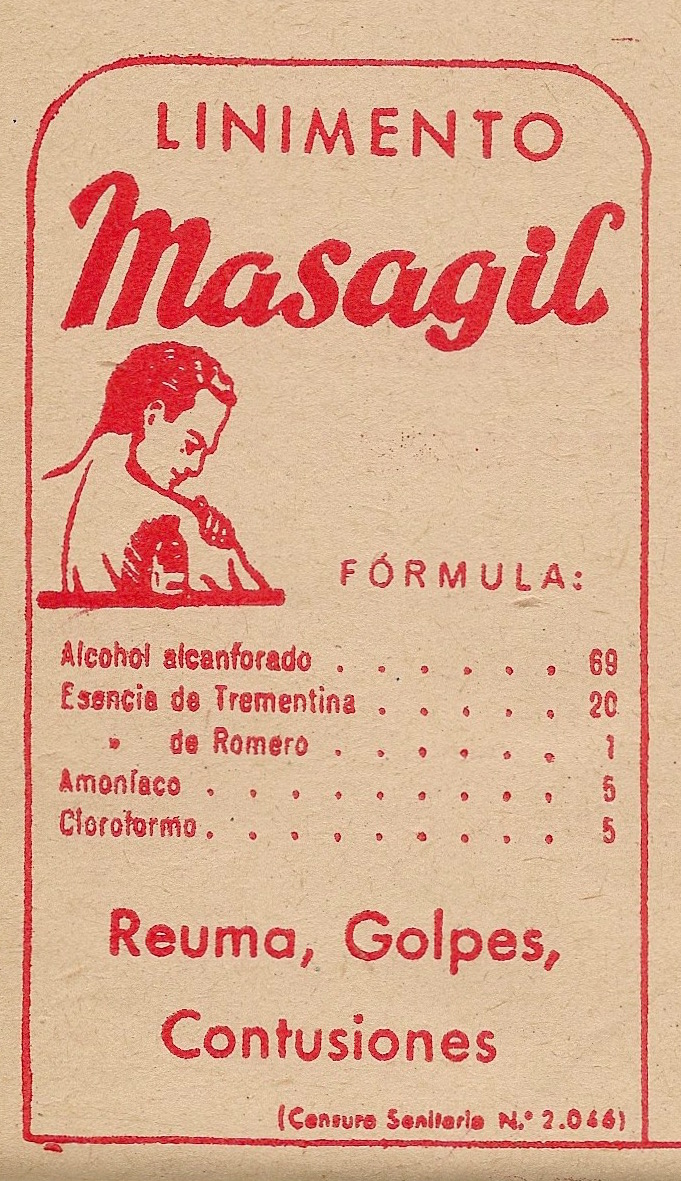 LINIMENTO
Masagil
FÓRMULA:
Alcohol alcanforado . . . . . . 69
Esencia de Trementina . . . . . 20
» de Romero . . . . . . 1
Amoníaco . . . . . . . . . 5
Cloroformo . . . . . . . . . 5
Reuma, Golpes,
Contusiones
(Censura Sanitaria N.º 2.044)